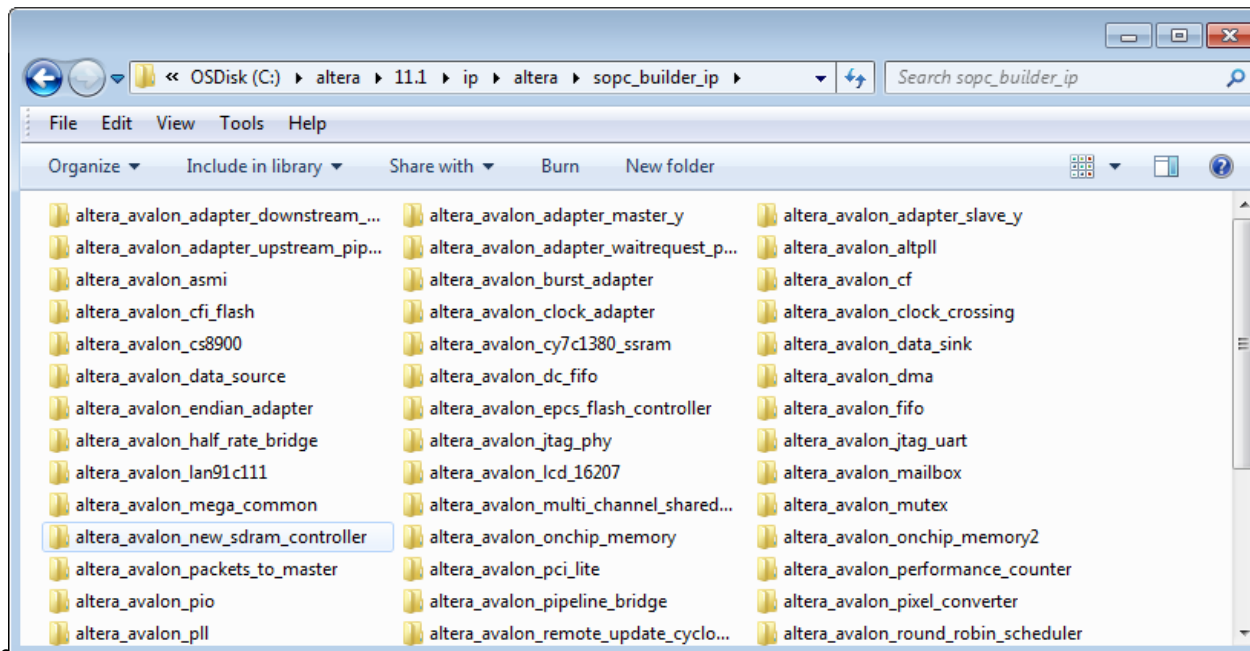 « OSDisk (C:) ▸ altera ▸ 11.1 ▸ ip ▸ altera ▸ sopc_builder_ip ▸ Search sopc_builder_ip
File Edit View Tools Help
Organize ▾ Include in library ▾ Share with ▾ Burn New folder
altera_avalon_adapter_downstream_... altera_avalon_adapter_master_y altera_avalon_adapter_slave_y
altera_avalon_adapter_upstream_pip... altera_avalon_adapter_waitrequest_p... altera_avalon_altpll
altera_avalon_asmi altera_avalon_burst_adapter altera_avalon_cf
altera_avalon_cfi_flash altera_avalon_clock_adapter altera_avalon_clock_crossing
altera_avalon_cs8900 altera_avalon_cy7c1380_ssram altera_avalon_data_sink
altera_avalon_data_source altera_avalon_dc_fifo altera_avalon_dma
altera_avalon_endian_adapter altera_avalon_epcs_flash_controller altera_avalon_fifo
altera_avalon_half_rate_bridge altera_avalon_jtag_phy altera_avalon_jtag_uart
altera_avalon_lan91c111 altera_avalon_lcd_16207 altera_avalon_mailbox
altera_avalon_mega_common altera_avalon_multi_channel_shared... altera_avalon_mutex
altera_avalon_new_sdram_controller altera_avalon_onchip_memory altera_avalon_onchip_memory2
altera_avalon_packets_to_master altera_avalon_pci_lite altera_avalon_performance_counter
altera_avalon_pio altera_avalon_pipeline_bridge altera_avalon_pixel_converter
altera_avalon_pll altera_avalon_remote_update_cyclo... altera_avalon_round_robin_scheduler